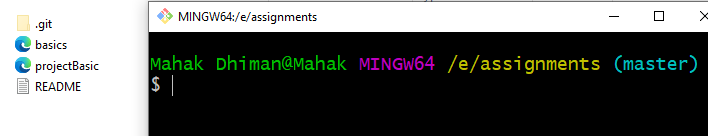 .git
basics
projectBasic
README
MINGW64:/e/assignments
Mahak Dhiman@Mahak MINGW64 /e/assignments (master)
$